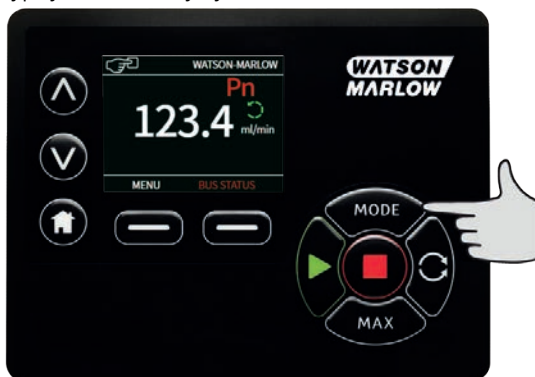 WATSON-MARLOW
Pn
123.4
ml/min
MENU
BUS STATUS
WATSON
MARLOW
MODE
MAX